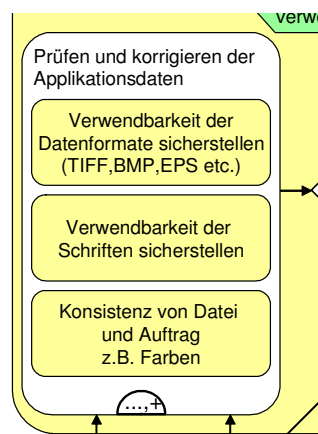 verw
Prüfen und korrigieren der
Applikationsdaten
Verwendbarkeit der
Datenformate sicherstellen
(TIFF,BMP,EPS etc.)
Verwendbarkeit der
Schriften sicherstellen
Konsistenz von Datei
und Auftrag
z.B. Farben
...,+